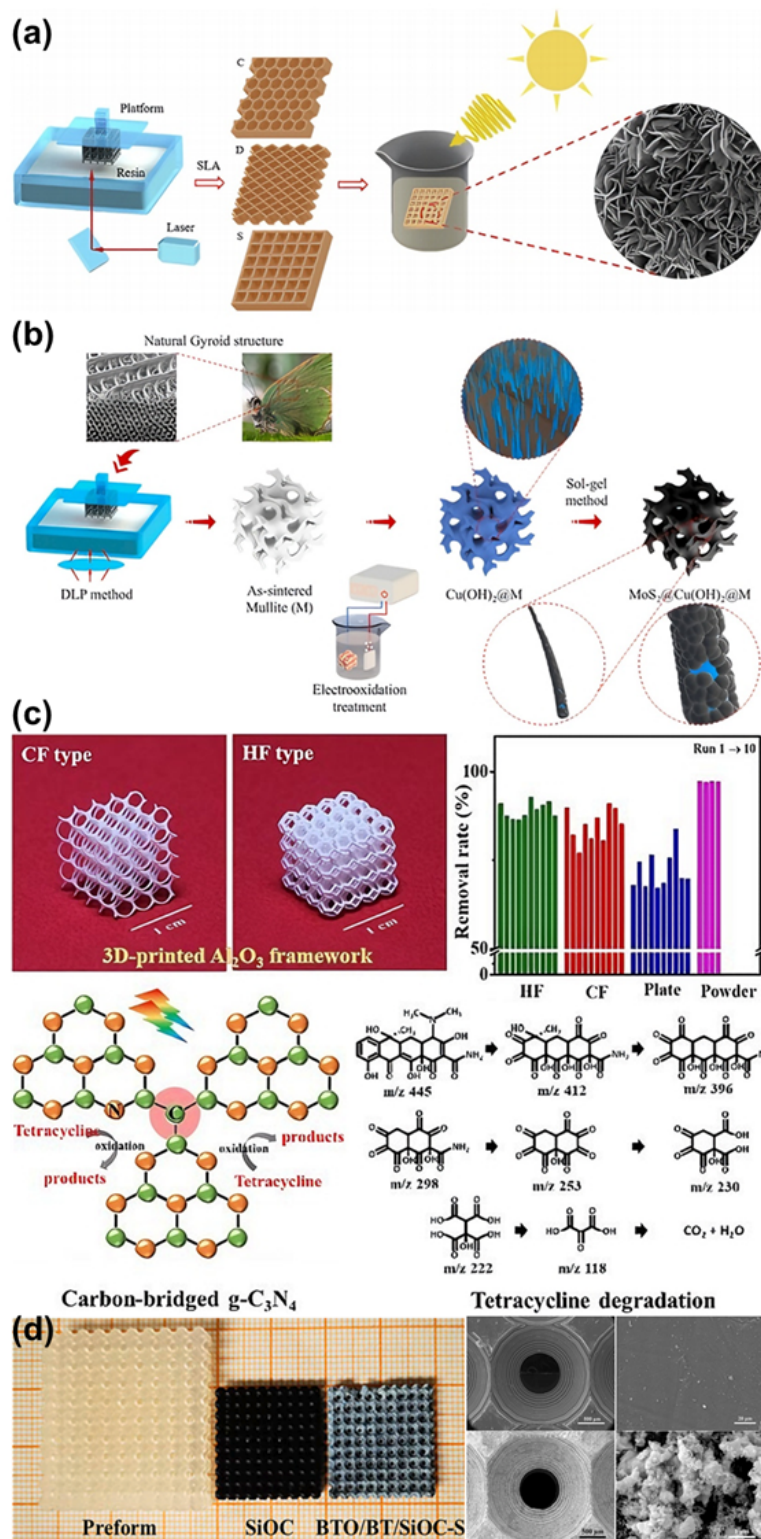 (a)
Platform
Resin
Laser
SLA
C
D
S
(b)
Natural Gyroid structure
DLP method
As-sintered
Mullite (M)
Electrooxidation
treatment
Cu(OH)₂@M
Sol-gel
method
MoS₂@Cu(OH)₂@M
(c)
CF type
1 cm
HF type
1 cm
3D-printed Al₂O₃ framework
Run 1 → 10
Removal rate (%)
100
50
0
HF CF Plate Powder
N
C
Tetracycline
oxidation
products
products
oxidation
Tetracycline
Carbon-bridged g-C₃N₄
m/z 445
m/z 412
m/z 396
m/z 298
m/z 253
m/z 230
m/z 222
m/z 118
CO₂ + H₂O
Tetracycline degradation
(d)
Preform
SiOC
BTO/BT/SiOC-S
500 μm